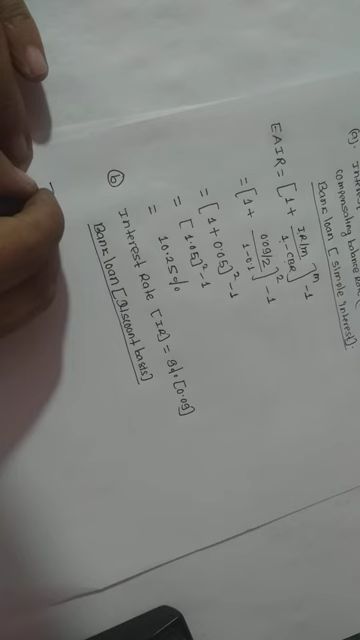 (a). Inter
compensating balance
Bank loan [simple interest]:
EAIR = [1 + IR/m / 1-CBR]^m - 1
= [1 + 0.09/2 / 1-0.1]^2 - 1
= [1 + 0.05]^2 - 1
= [1.05]^2 - 1
= 10.25%
(b) Interest Rate [IR] = 9% [0.09]
Bank loan [discount basis]